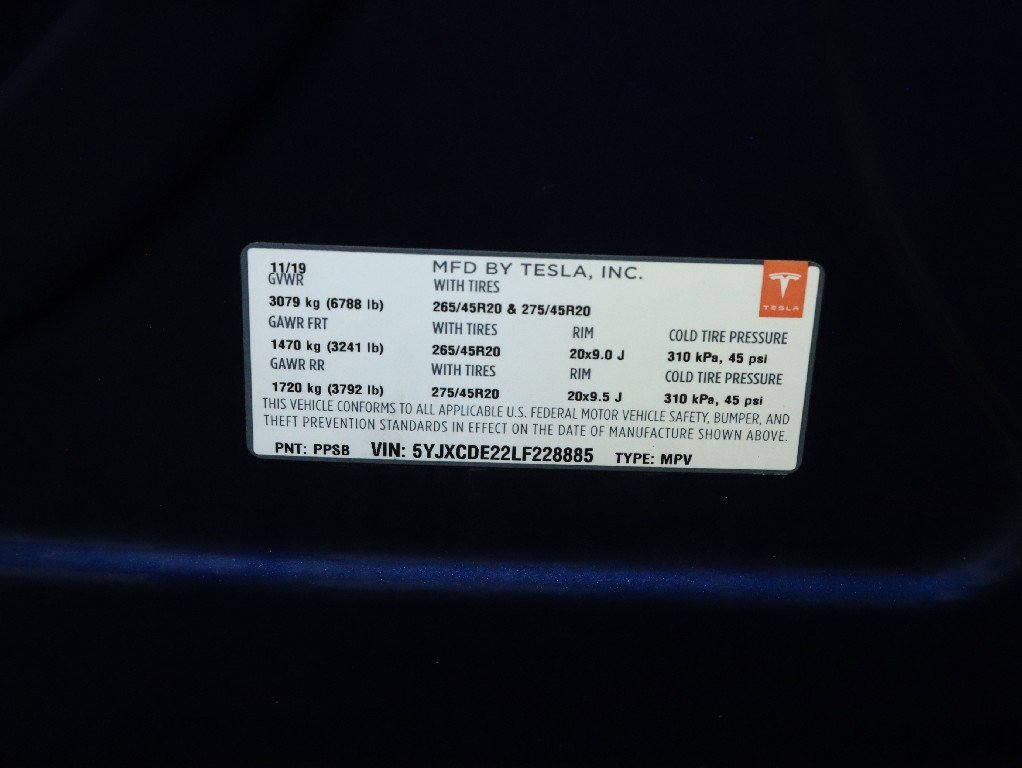 11/19 MFD BY TESLA, INC.
GVWR WITH TIRES
3079 kg (6788 lb) 265/45R20 & 275/45R20
GAWR FRT WITH TIRES RIM COLD TIRE PRESSURE
1470 kg (3241 lb) 265/45R20 20x9.0 J 310 kPa, 45 psi
GAWR RR WITH TIRES RIM COLD TIRE PRESSURE
1720 kg (3792 lb) 275/45R20 20x9.5 J 310 kPa, 45 psi
THIS VEHICLE CONFORMS TO ALL APPLICABLE U.S. FEDERAL MOTOR VEHICLE SAFETY, BUMPER, AND
THEFT PREVENTION STANDARDS IN EFFECT ON THE DATE OF MANUFACTURE SHOWN ABOVE.
PNT: PPSB VIN: 5YJXCDE22LF228885 TYPE: MPV
TESLA